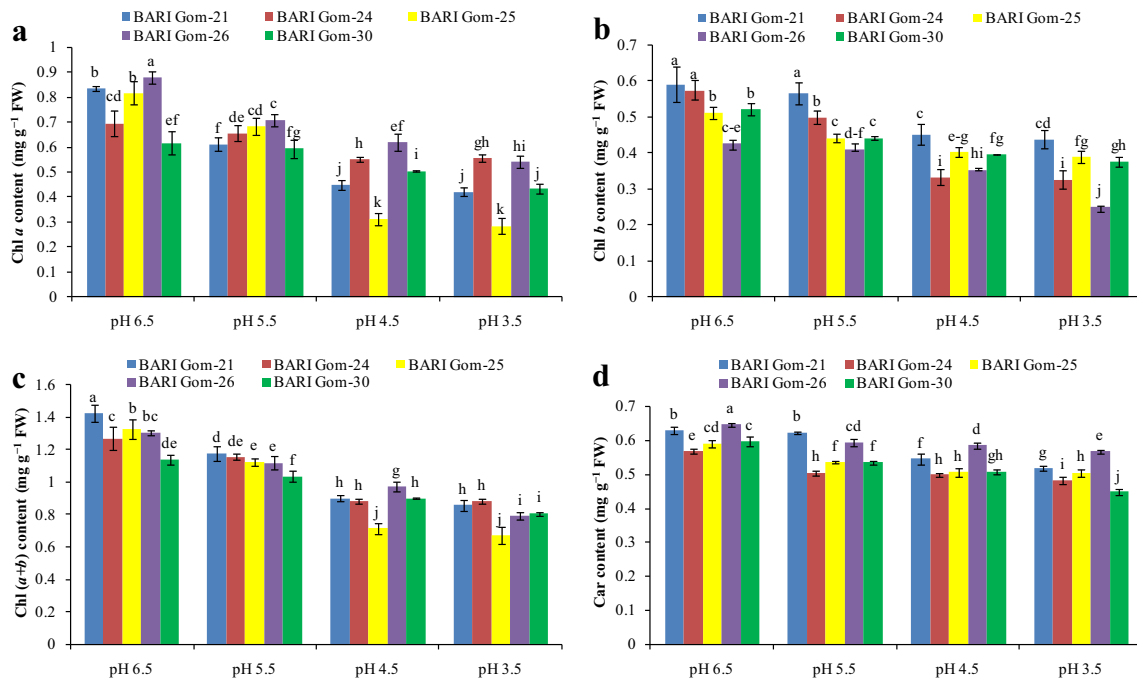 a
BARI Gom-21 BARI Gom-24 BARI Gom-25
BARI Gom-26 BARI Gom-30
Chl a content (mg g⁻¹ FW)
1
0.9
0.8
0.7
0.6
0.5
0.4
0.3
0.2
0.1
0
b cd b a ef
f de cd c fg
j h k ef i
j gh k hi j
pH 6.5 pH 5.5 pH 4.5 pH 3.5
b
BARI Gom-21 BARI Gom-24 BARI Gom-25
BARI Gom-26 BARI Gom-30
Chl b content (mg g⁻¹ FW)
0.7
0.6
0.5
0.4
0.3
0.2
0.1
0
a a b c-e b
a b c d-f c
c i e-g hi fg
cd i fg j gh
pH 6.5 pH 5.5 pH 4.5 pH 3.5
c
BARI Gom-21 BARI Gom-24 BARI Gom-25
BARI Gom-26 BARI Gom-30
Chl (a+b) content (mg g⁻¹ FW)
1.6
1.4
1.2
1
0.8
0.6
0.4
0.2
0
a c b bc de
d de e e f
h h j g h
h h j i i
pH 6.5 pH 5.5 pH 4.5 pH 3.5
d
BARI Gom-21 BARI Gom-24 BARI Gom-25
BARI Gom-26 BARI Gom-30
Car content (mg g⁻¹ FW)
0.7
0.6
0.5
0.4
0.3
0.2
0.1
0
b e cd a c
b h f cd f
f h h d gh
g i h e j
pH 6.5 pH 5.5 pH 4.5 pH 3.5